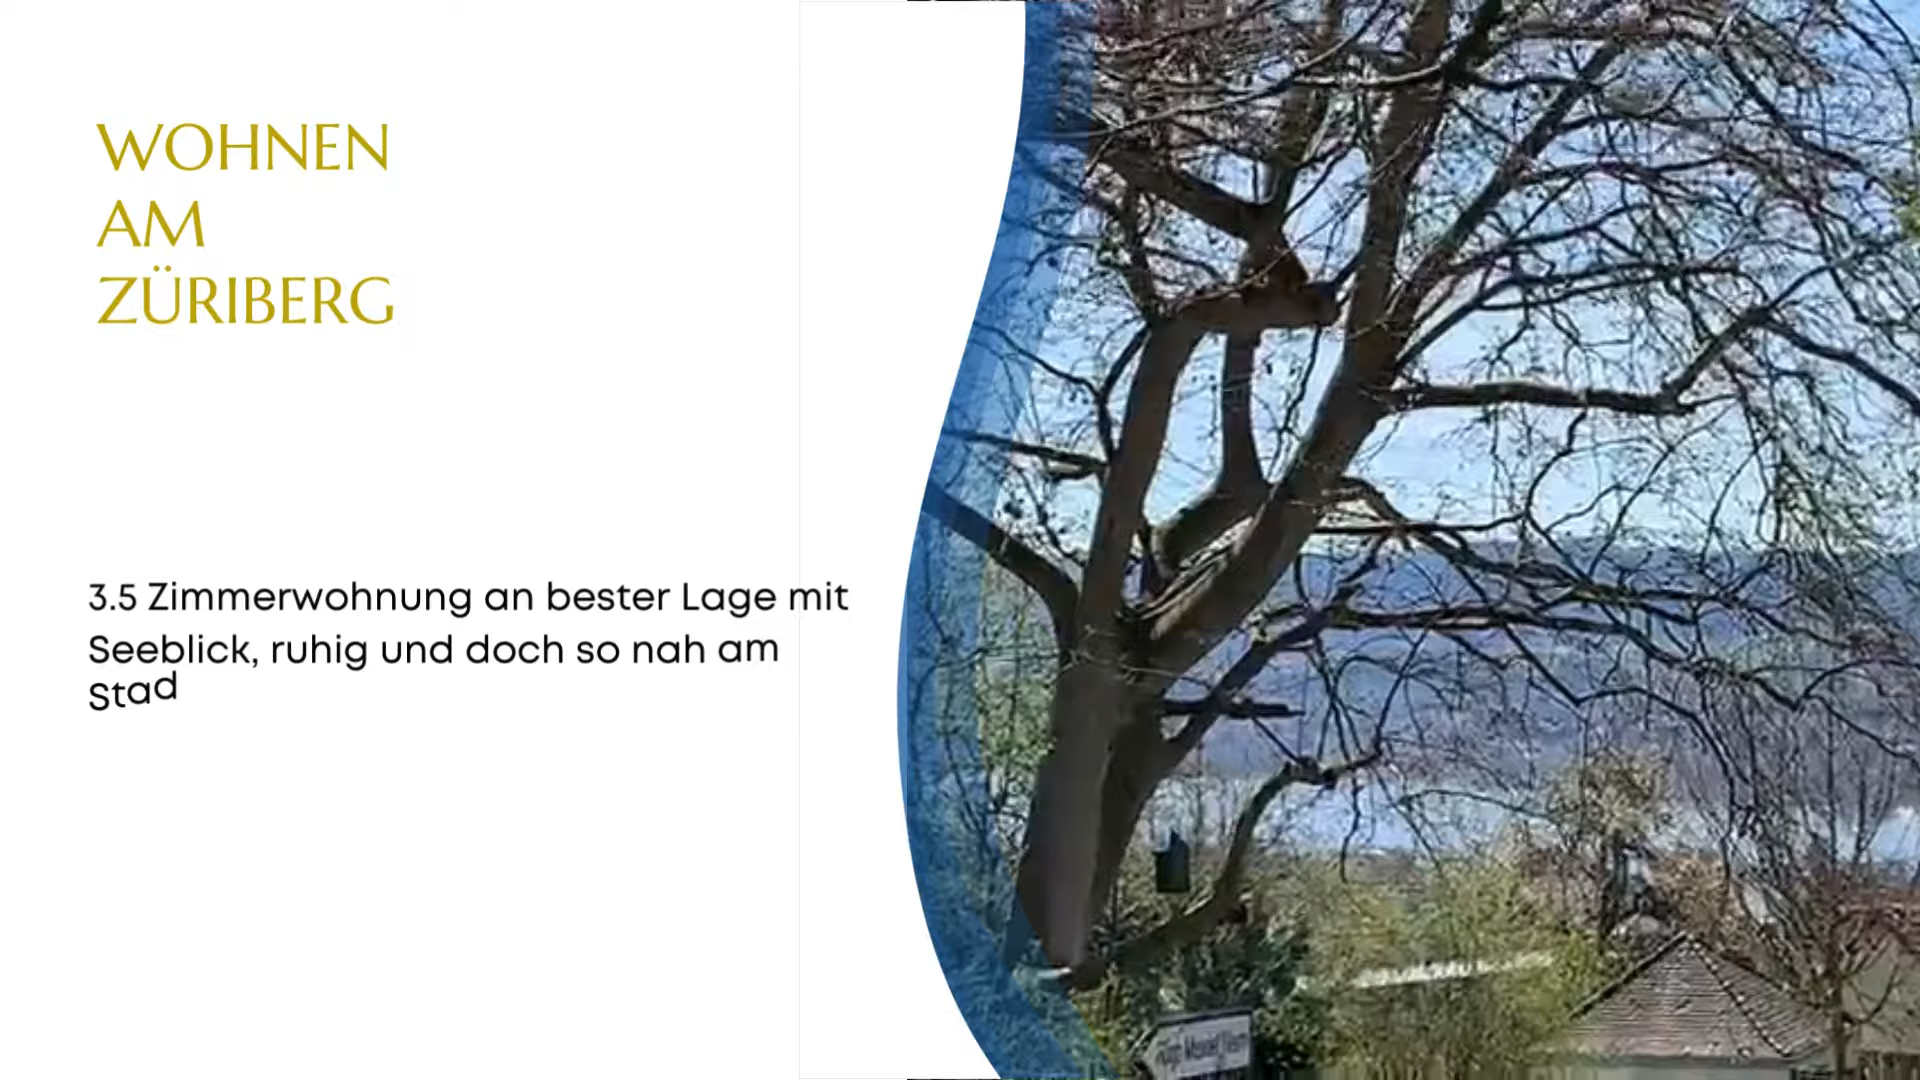 WOHNEN
AM
ZÜRIBERG
3.5 Zimmerwohnung an bester Lage mit
Seeblick, ruhig und doch so nah am
Stad